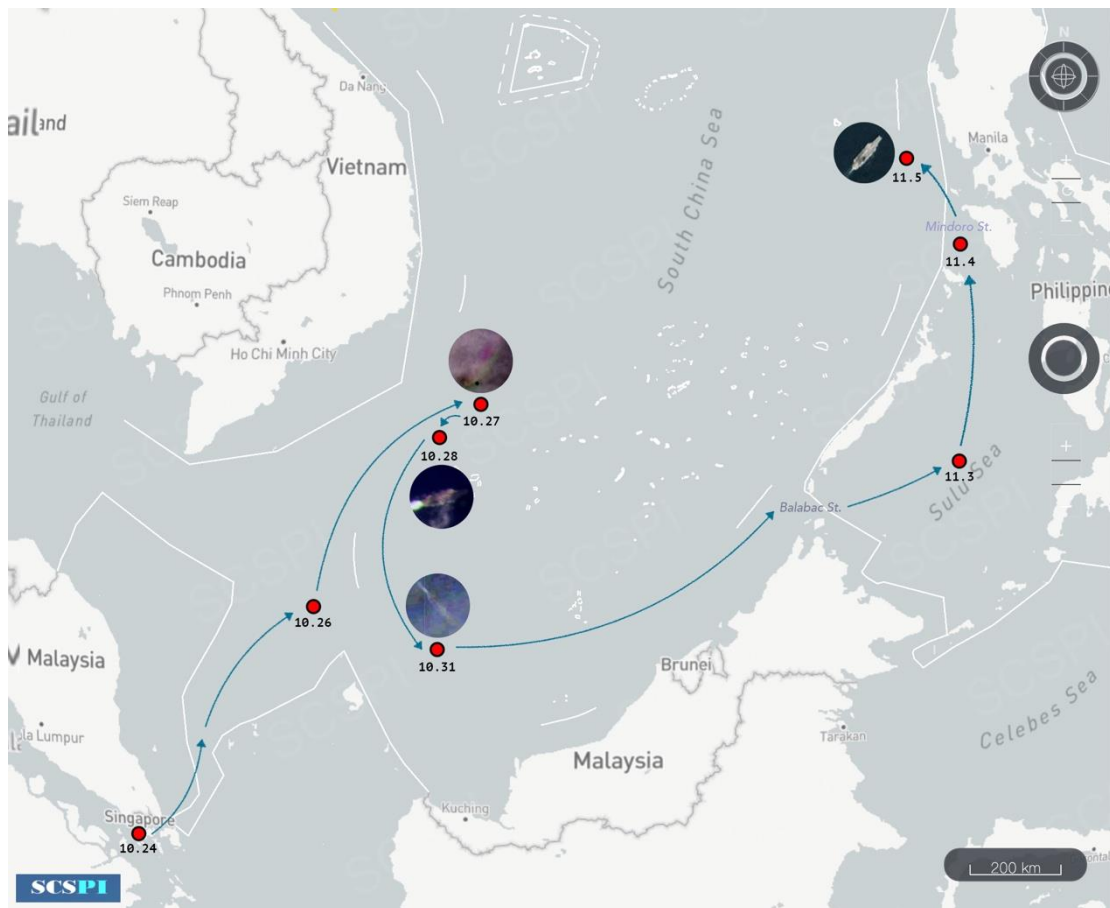 Da Nang
ailand
Vietnam
Siem Reap
Cambodia
Phnom Penh
Ho Chi Minh City
Gulf of
Thailand
South China Sea
N
Manila
11.5
Mindoro St.
11.4
Philippin
10.27
10.28
11.3
Sulu Sea
Balabac St.
10.26
10.31
Malaysia
la Lumpur
Brunei
Malaysia
Tarakan
Celebes Sea
Kuching
Singapore
10.24
200 km
SCSPI